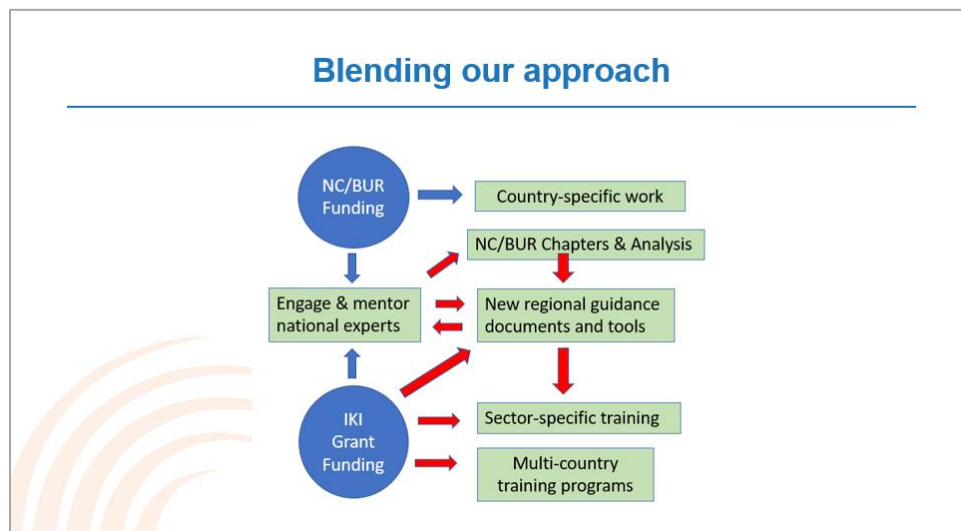 Blending our approach
NC/BUR
Funding
Country-specific work
NC/BUR Chapters & Analysis
Engage & mentor
national experts
New regional guidance
documents and tools
IKI
Grant
Funding
Sector-specific training
Multi-country
training programs